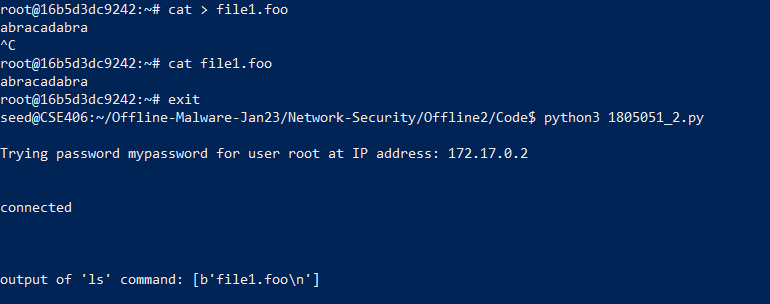 root@16b5d3dc9242:~# cat > file1.foo
abracadabra
^C
root@16b5d3dc9242:~# cat file1.foo
abracadabra
root@16b5d3dc9242:~# exit
seed@CSE406:~/Offline-Malware-Jan23/Network-Security/Offline2/Code$ python3 1805051_2.py
Trying password mypassword for user root at IP address: 172.17.0.2
connected
output of 'ls' command: [b'file1.foo\n']